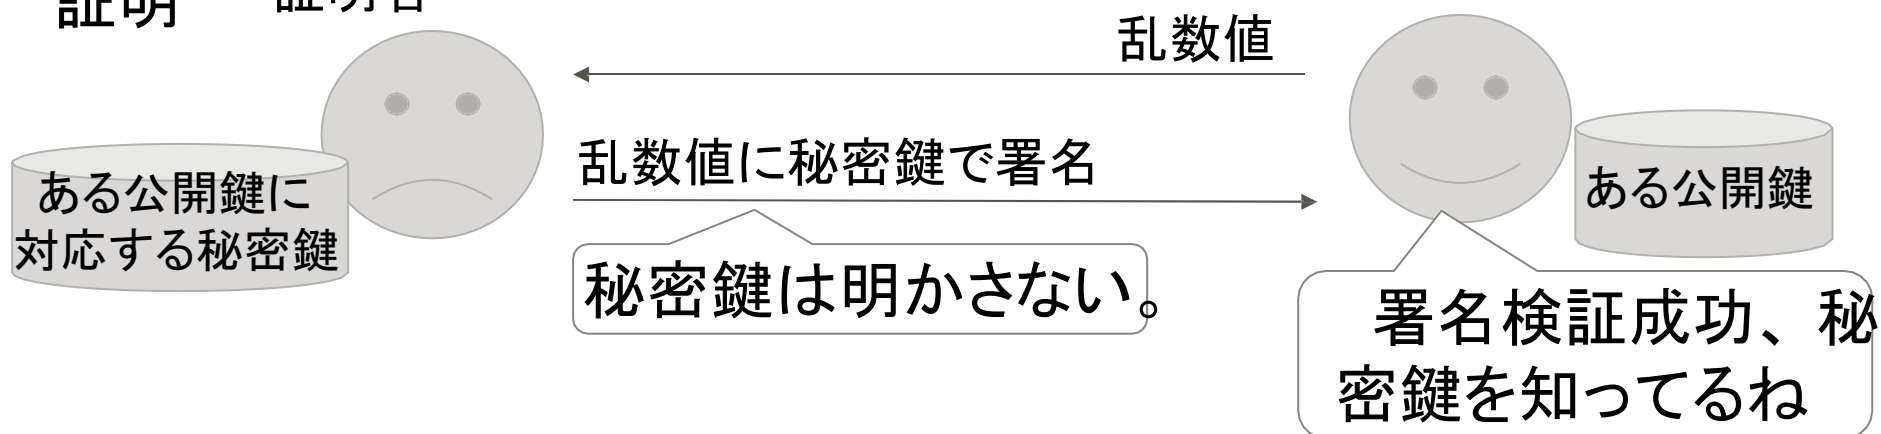 証明
証明者
乱数値
乱数値に秘密鍵で署名
ある公開鍵に
対応する秘密鍵
ある公開鍵
秘密鍵は明かさない。
署名検証成功、秘
密鍵を知ってるね